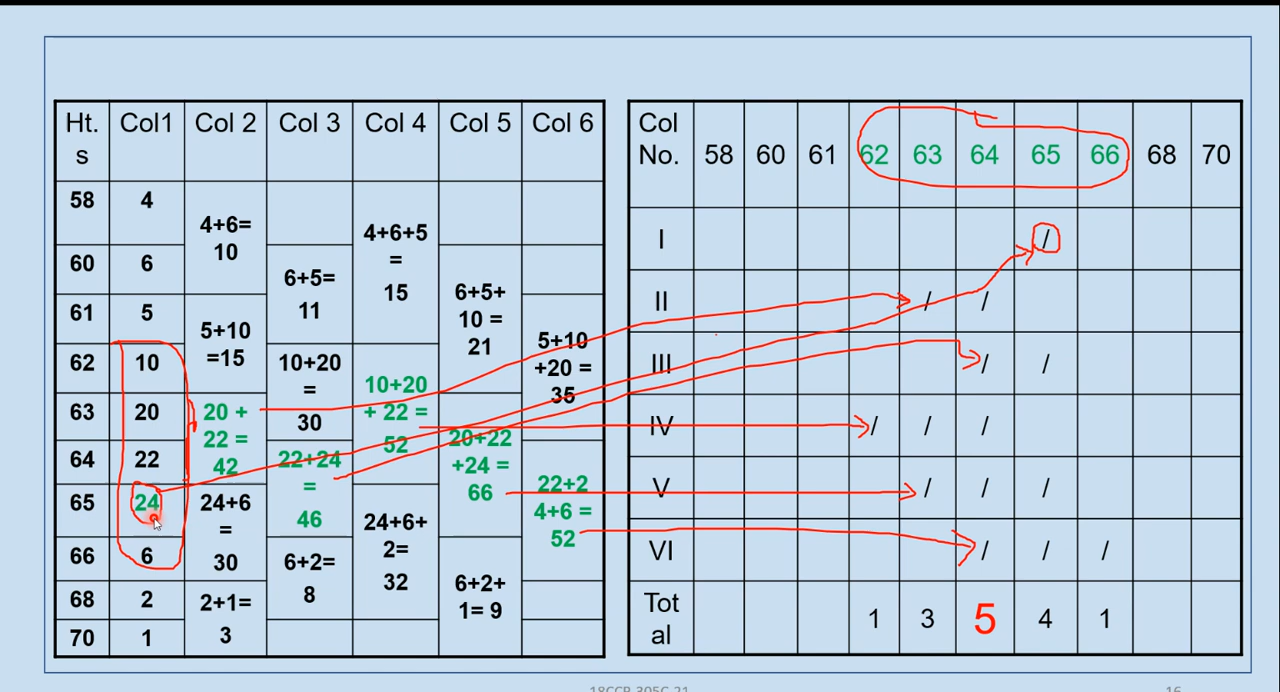 Ht.
s
Col1
Col 2
Col 3
Col 4
Col 5
Col 6
58
4
60
6
61
5
62
10
63
20
64
22
65
24
66
6
68
2
70
1
4+6=
10
5+10
=15
20 +
22 =
42
24+6
=
30
2+1=
3
6+5=
11
10+20
=
30
22+24
=
46
6+2=
8
4+6+5
=
15
10+20
+ 22 =
52
24+6+
2=
32
6+5+
10 =
21
20+22
+24 =
66
6+2+
1= 9
5+10
+20 =
35
22+2
4+6 =
52
Col
No.
58 60 61 62 63 64 65 66 68 70
I /
II / /
III / /
IV / / /
V / / /
VI / / /
Tot
al
1 3 5 4 1
18CCP-305C-21
16